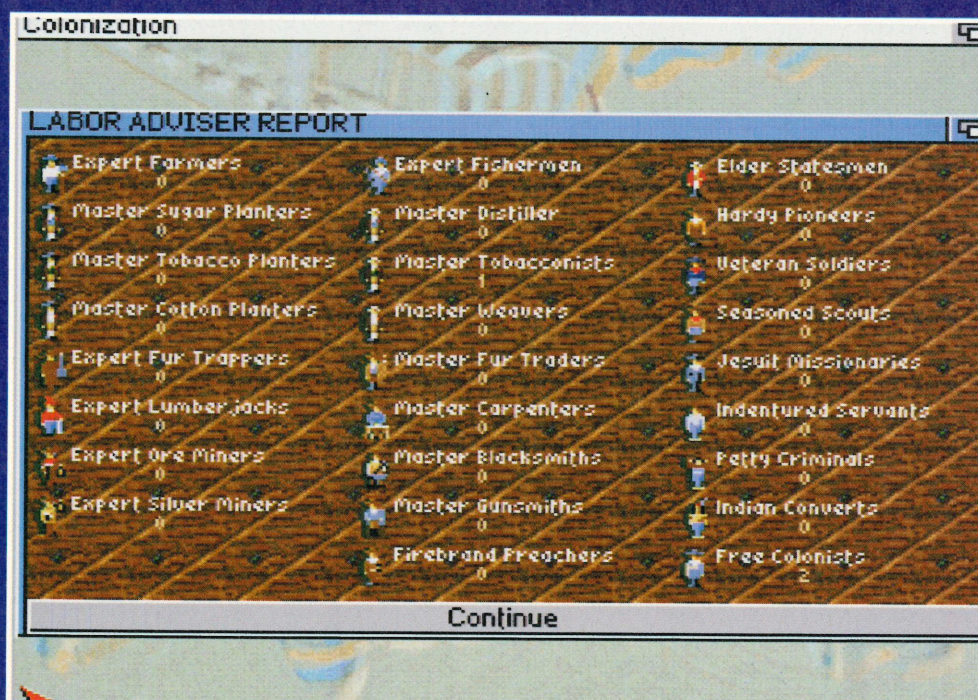 Colonization
LABOR ADVISER REPORT
Expert Farmers
0
Expert Fishermen
0
Elder Statesmen
0
Master Sugar Planters
0
Master Distiller
0
Hardy Pioneers
0
Master Tobacco Planters
0
Master Tobacconists
1
Veteran Soldiers
0
Master Cotton Planters
0
Master Weavers
0
Seasoned Scouts
0
Expert Fur Trappers
0
Master Fur Traders
0
Jesuit Missionaries
0
Expert Lumberjacks
0
Master Carpenters
0
Indentured Servants
0
Expert Ore Miners
0
Master Blacksmiths
0
Petty Criminals
0
Expert Silver Miners
0
Master Gunsmiths
0
Indian Converts
0
Firebrand Preachers
0
Free Colonists
2
Continue